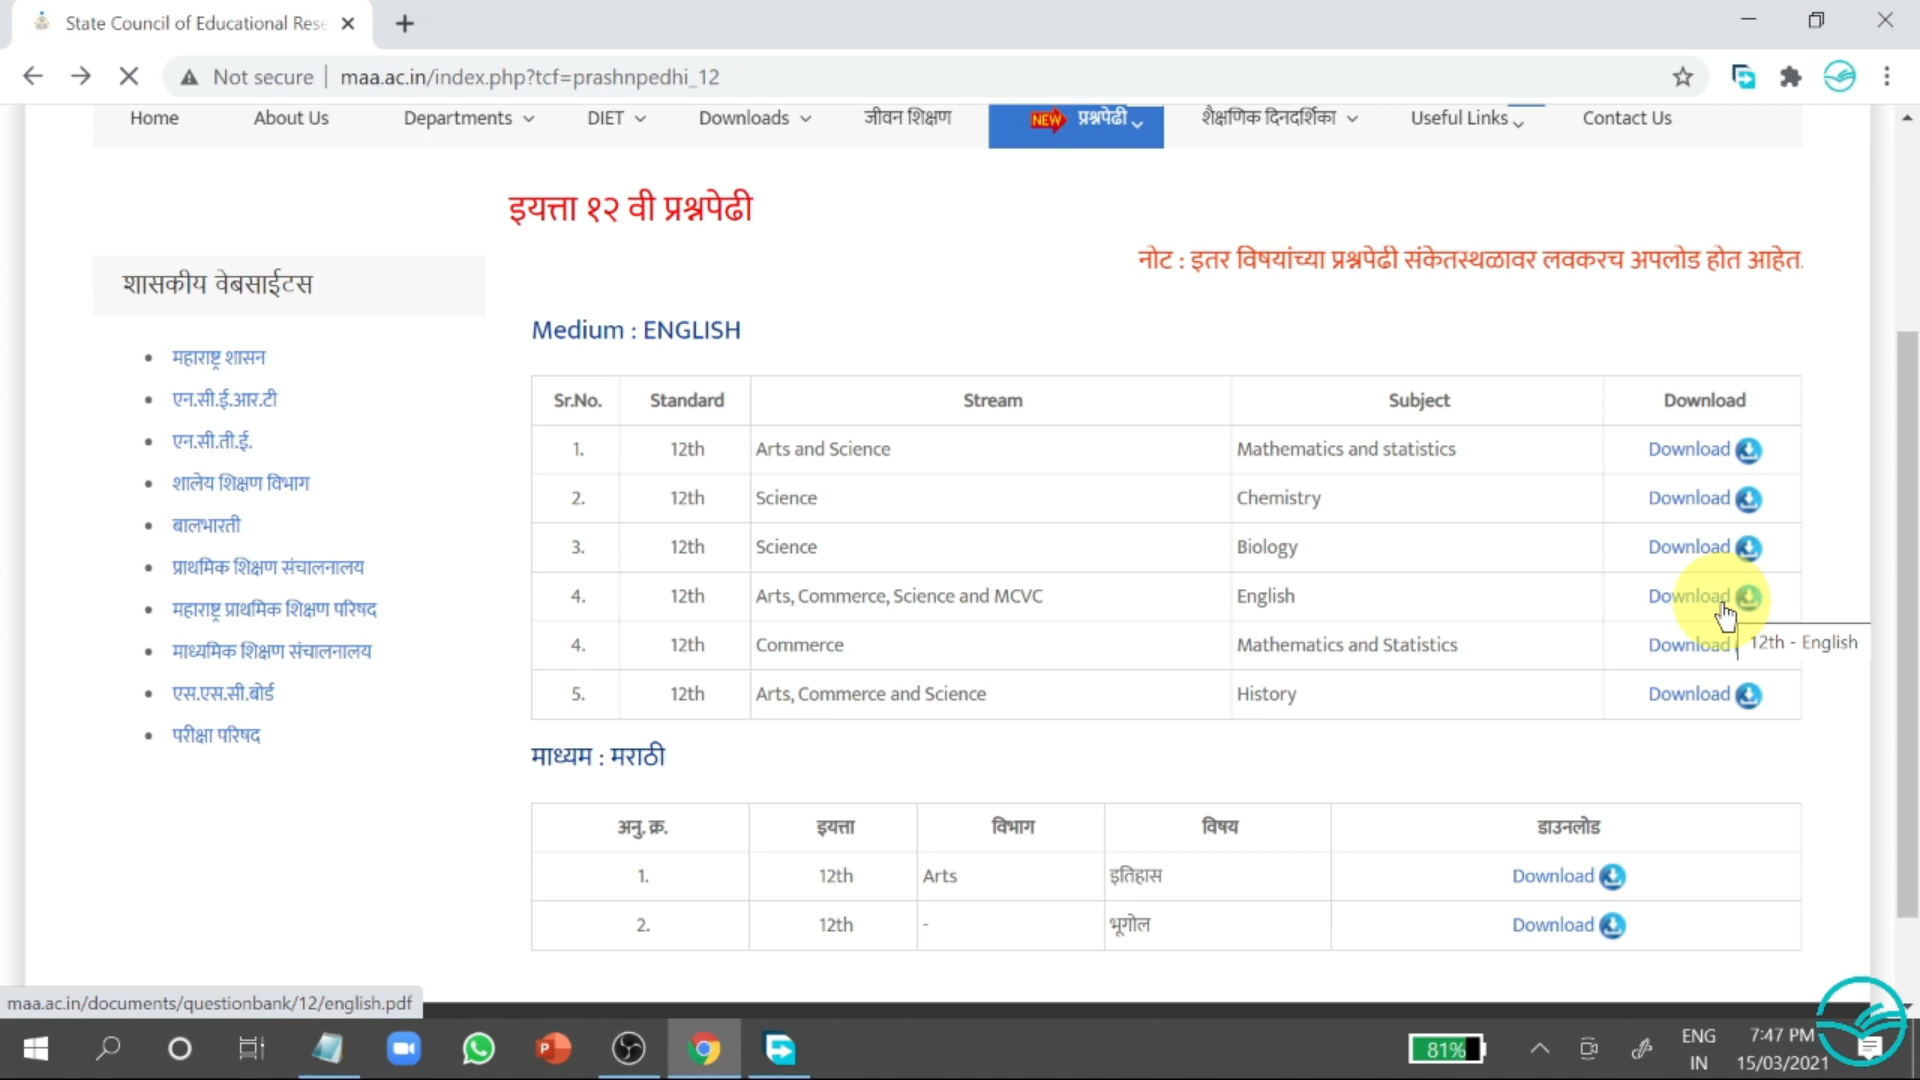 State Council of Educational Rese
Not secure
maa.ac.in/index.php?tcf=prashnpedhi_12
Home About Us Departments DIET Downloads जीवन शिक्षण NEW प्रश्नपेढी शैक्षणिक दिनदर्शिका Useful Links Contact Us
इयत्ता १२ वी प्रश्नपेढी
नोट : इतर विषयांच्या प्रश्नपेढी संकेतस्थळावर लवकरच अपलोड होत आहेत.
शासकीय वेबसाईटस
महाराष्ट्र शासन
एन.सी.ई.आर.टी
एन.सी.ती.ई.
शालेय शिक्षण विभाग
बालभारती
प्राथमिक शिक्षण संचालनालय
महाराष्ट्र प्राथमिक शिक्षण परिषद
माध्यमिक शिक्षण संचालनालय
एस.एस.सी.बोर्ड
परीक्षा परिषद
Medium : ENGLISH
Sr.No. Standard Stream Subject Download
1. 12th Arts and Science Mathematics and statistics Download
2. 12th Science Chemistry Download
3. 12th Science Biology Download
4. 12th Arts, Commerce, Science and MCVC English Download
4. 12th Commerce Mathematics and Statistics Download
12th - English
5. 12th Arts, Commerce and Science History Download
माध्यम : मराठी
अनु. क्र. इयत्ता विभाग विषय डाउनलोड
1. 12th Arts इतिहास Download
2. 12th - भूगोल Download
maa.ac.in/documents/questionbank/12/english.pdf
81%
ENG
IN
7:47 PM
15/03/2021